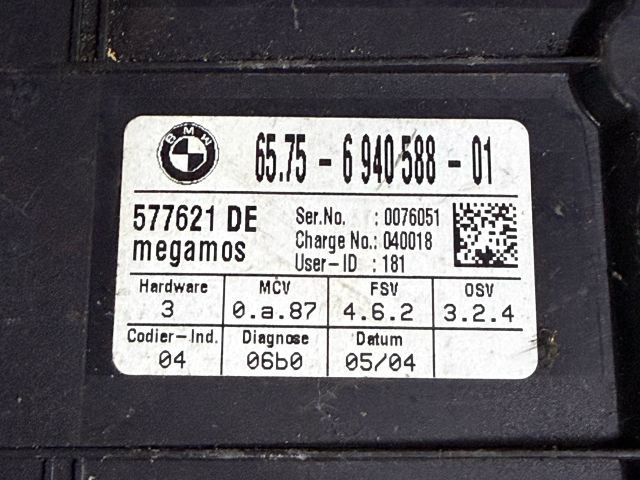 BMW
65.75 - 6 940 588 - 01
577621 DE
megamos
Ser.No. : 0076051
Charge No.: 040018
User-ID : 181
Hardware MCV FSV OSV
3 0.a.87 4.6.2 3.2.4
Codier-Ind. Diagnose Datum
04 06b0 05/04